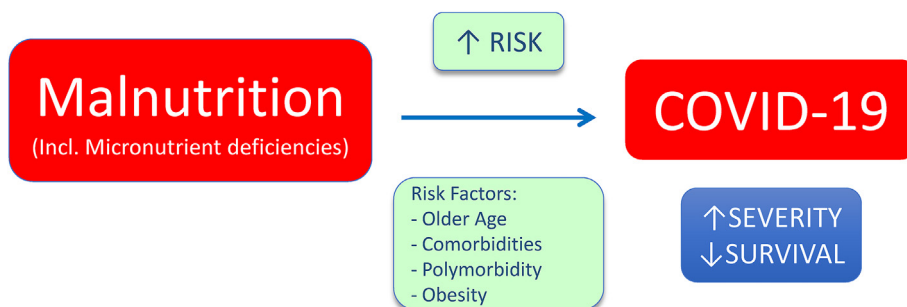 ↑ RISK
Malnutrition
(Incl. Micronutrient deficiencies)
COVID-19
Risk Factors:
- Older Age
- Comorbidities
- Polymorbidity
- Obesity
↑SEVERITY
↓SURVIVAL